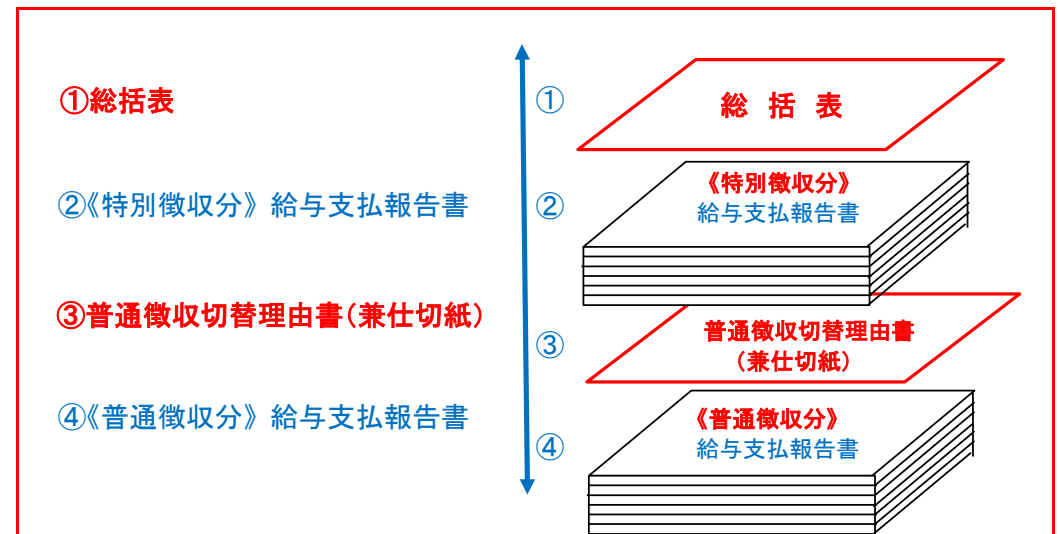 ①総括表
②《特別徴収分》給与支払報告書
③普通徴収切替理由書(兼仕切紙)
④《普通徴収分》給与支払報告書
①
総 括 表
②
《特別徴収分》
給与支払報告書
③
普通徴収切替理由書
(兼仕切紙)
④
《普通徴収分》
給与支払報告書